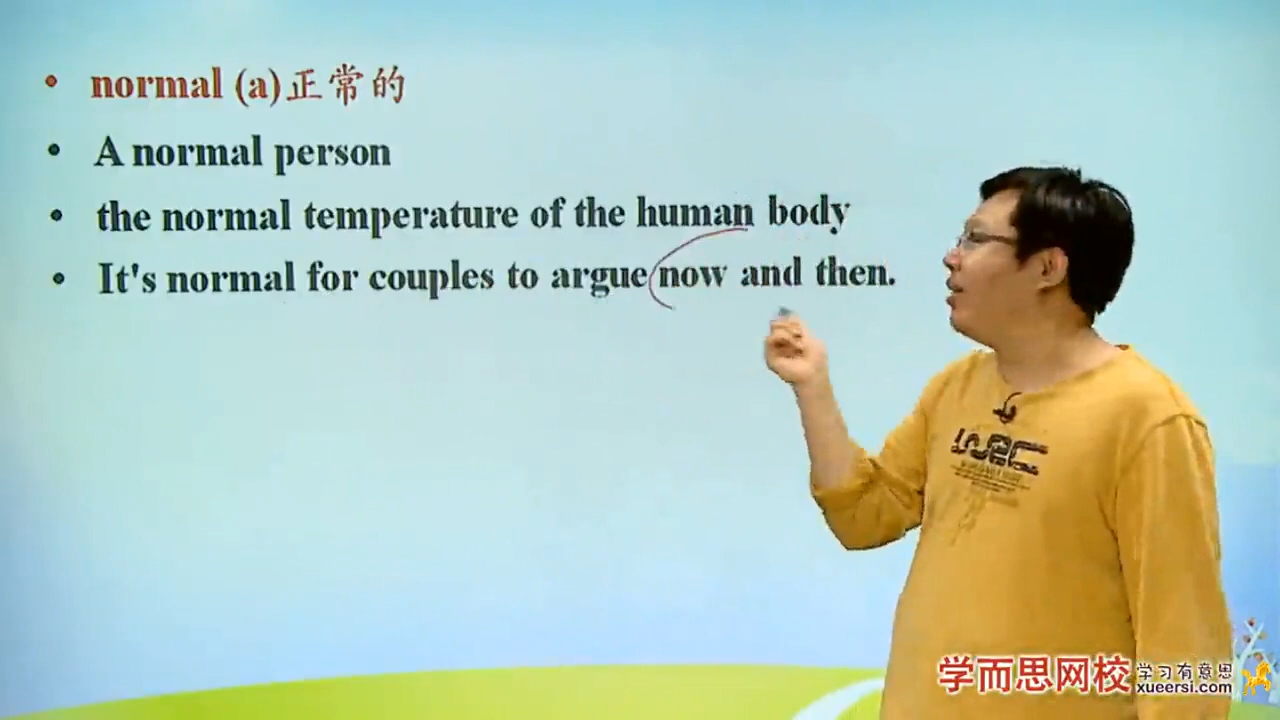 • normal (a)正常的
• A normal person
• the normal temperature of the human body
• It's normal for couples to argue now and then.
WRC
学而思网校
学习有意思
xueersi.com